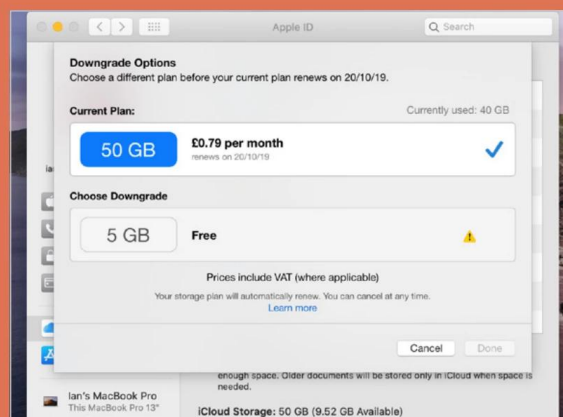 Apple ID
Search
Downgrade Options
Choose a different plan before your current plan renews on 20/10/19.
Current Plan:
Currently used: 40 GB
50 GB
£0.79 per month
renews on 20/10/19
Choose Downgrade
5 GB
Free
Prices include VAT (where applicable)
Your storage plan will automatically renew. You can cancel at any time.
Learn more
Cancel
Done
enough space. Older documents will be stored only in iCloud when space is
needed.
Ian's MacBook Pro
This MacBook Pro 13"
iCloud Storage: 50 GB (9.52 GB Available)